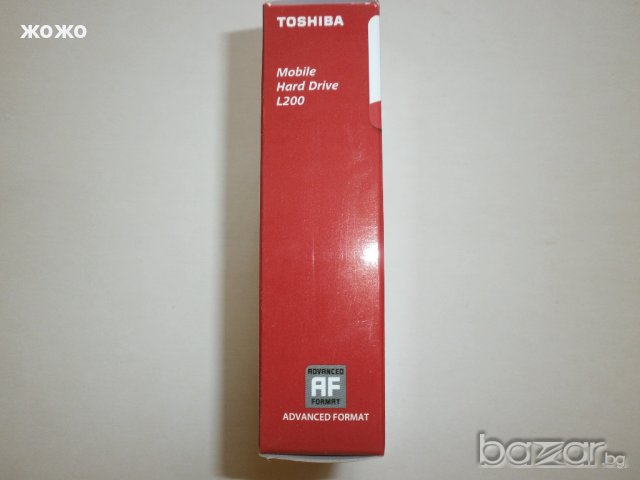 жожо
TOSHIBA
Mobile
Hard Drive
L200
ADVANCED
AF
FORMAT
ADVANCED FORMAT
bazar.bg